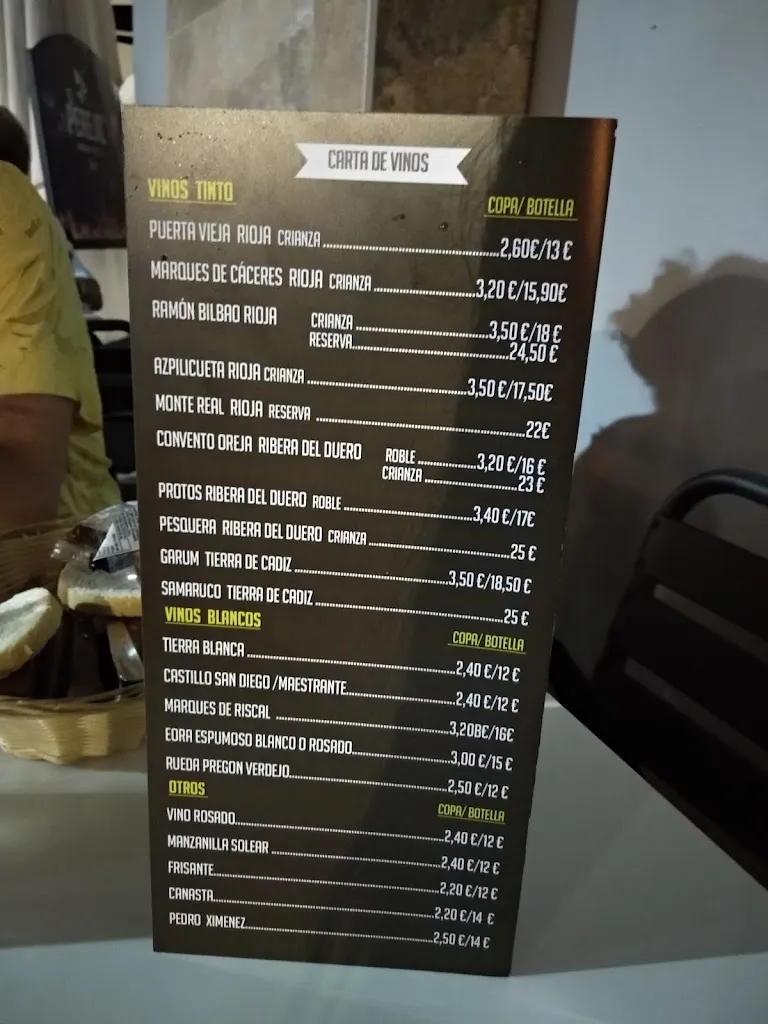 CARTA DE VINOS
VINOS TINTO COPA/ BOTELLA
PUERTA VIEJA RIOJA CRIANZA 2,60€/13 €
MARQUES DE CÁCERES RIOJA CRIANZA 3,20 €/15,90€
RAMÓN BILBAO RIOJA CRIANZA 3,50 €/18 €
RESERVA 24,50 €
AZPILICUETA RIOJA CRIANZA 3,50 €/17,50€
MONTE REAL RIOJA RESERVA 22€
CONVENTO OREJA RIBERA DEL DUERO ROBLE 3,20 €/16 €
CRIANZA 23 €
PROTOS RIBERA DEL DUERO ROBLE 3,40 €/17€
PESQUERA RIBERA DEL DUERO CRIANZA 25 €
GARUM TIERRA DE CADIZ 3,50 €/18,50 €
SAMARUCO TIERRA DE CADIZ 25 €
VINOS BLANCOS COPA/ BOTELLA
TIERRA BLANCA 2,40 €/12 €
CASTILLO SAN DIEGO /MAESTRANTE 2,40 €/12 €
MARQUES DE RISCAL 3,20B€/16€
EORA ESPUMOSO BLANCO O ROSADO 3,00 €/15 €
RUEDA PREGON VERDEJO 2,50 €/12 €
OTROS COPA/ BOTELLA
VINO ROSADO 2,40 €/12 €
MANZANILLA SOLEAR 2,40 €/12 €
FRISANTE 2,20 €/12 €
CANASTA 2,20 €/14 €
PEDRO XIMENEZ 2,50 €/14 €